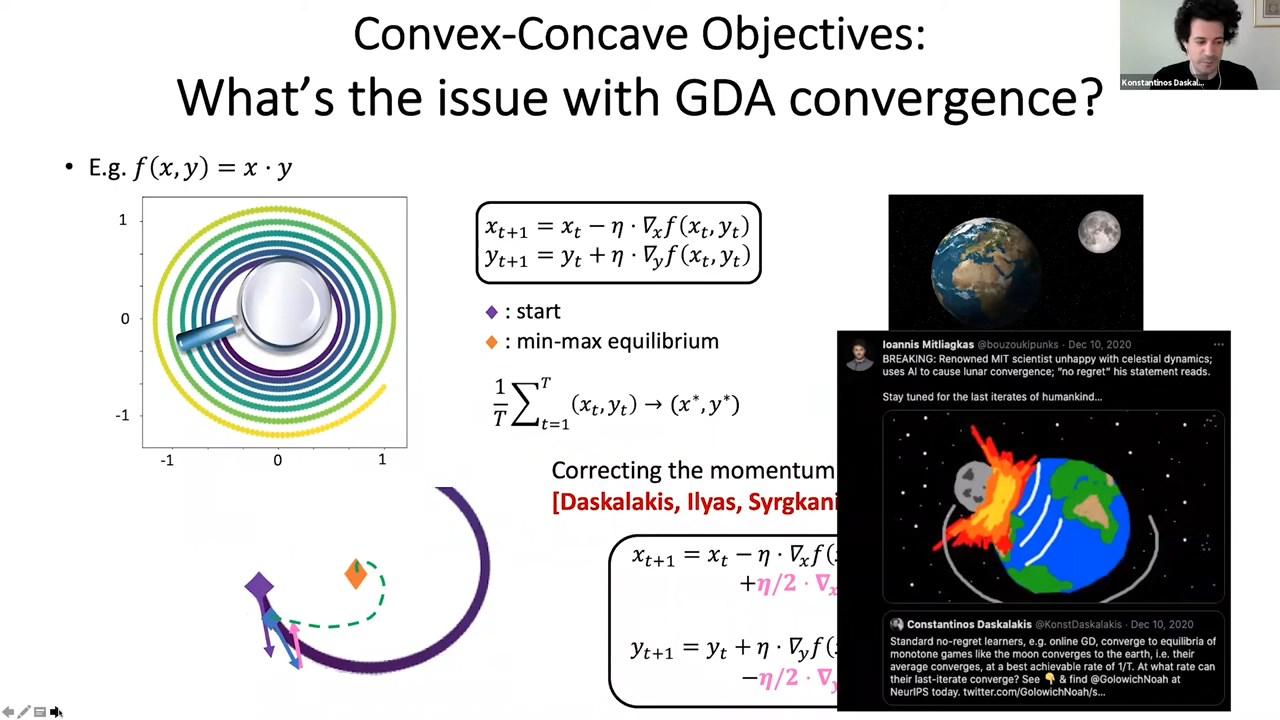 Convex-Concave Objectives:
What's the issue with GDA convergence?
Konstantinos Daskal...
• E.g. f(x, y) = x · y
1
0
-1
-1
0
1
x_{t+1} = x_t − η · ∇_x f(x_t, y_t)
y_{t+1} = y_t + η · ∇_y f(x_t, y_t)
: start
: min-max equilibrium
1/T ∑_{t=1}^{T} (x_t, y_t) → (x*, y*)
Correcting the momentum
[Daskalakis, Ilyas, Syrgkani
x_{t+1} = x_t − η · ∇_x f(
+η/2 · ∇_x
y_{t+1} = y_t + η · ∇_y f(
−η/2 · ∇_y
Ioannis Mitliagkas @bouzoukipunks · Dec 10, 2020
BREAKING: Renowned MIT scientist unhappy with celestial dynamics;
uses AI to cause lunar convergence; "no regret" his statement reads.
Stay tuned for the last iterates of humankind...
Constantinos Daskalakis @KonstDaskalakis · Dec 10, 2020
Standard no-regret learners, e.g. online GD, converge to equilibria of
monotone games like the moon converges to the earth, i.e. their
average converges, at a best achievable rate of 1/T. At what rate can
their last-iterate converge? See 👇 & find @GolowichNoah at
NeurIPS today. twitter.com/GolowichNoah/s...